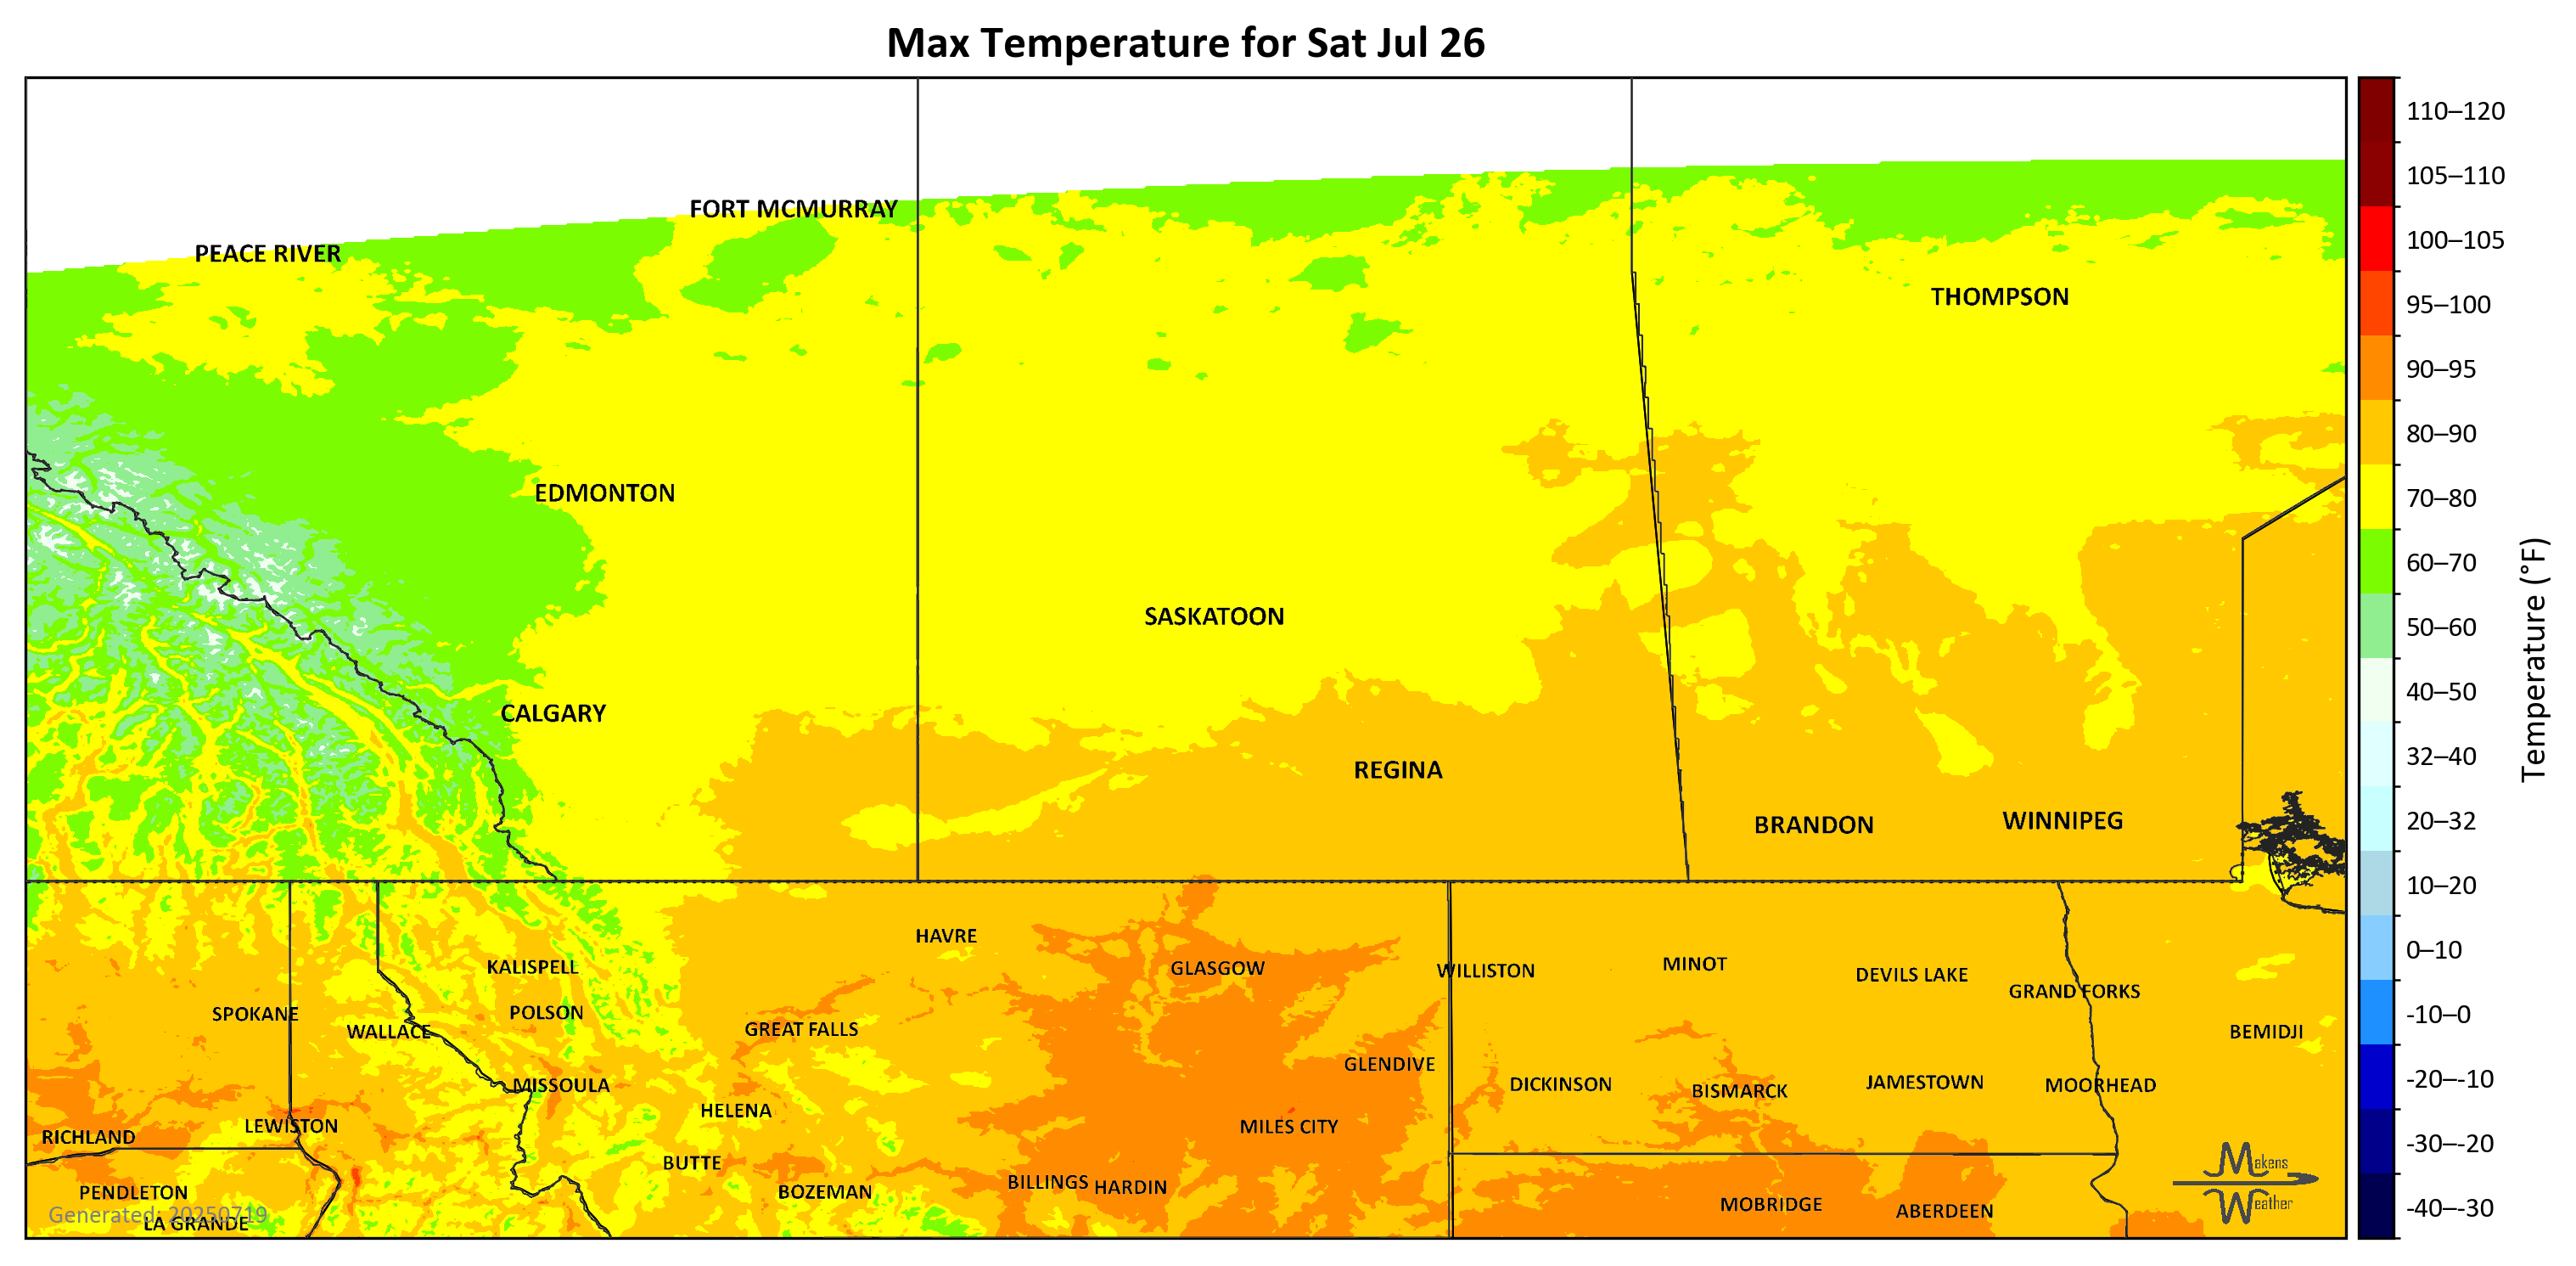 Max Temperature for Sat Jul 26
FORT MCMURRAY
PEACE RIVER
THOMPSON
EDMONTON
SASKATOON
CALGARY
REGINA
BRANDON
WINNIPEG
HAVRE
KALISPELL
GLASGOW
WILLISTON
MINOT
DEVILS LAKE
GRAND FORKS
SPOKANE
POLSON
WALLACE
GREAT FALLS
BEMIDJI
GLENDIVE
MISSOULA
DICKINSON
BISMARCK
JAMESTOWN
MOORHEAD
HELENA
LEWISTON
MILES CITY
RICHLAND
BUTTE
BILLINGS
HARDIN
BOZEMAN
PENDLETON
MOBRIDGE
ABERDEEN
Generated: 20250719
LA GRANDE
Makens
Weather
110–120
105–110
100–105
95–100
90–95
80–90
70–80
60–70
50–60
40–50
32–40
20–32
10–20
0–10
-10–0
-20–-10
-30–-20
-40–-30
Temperature (°F)